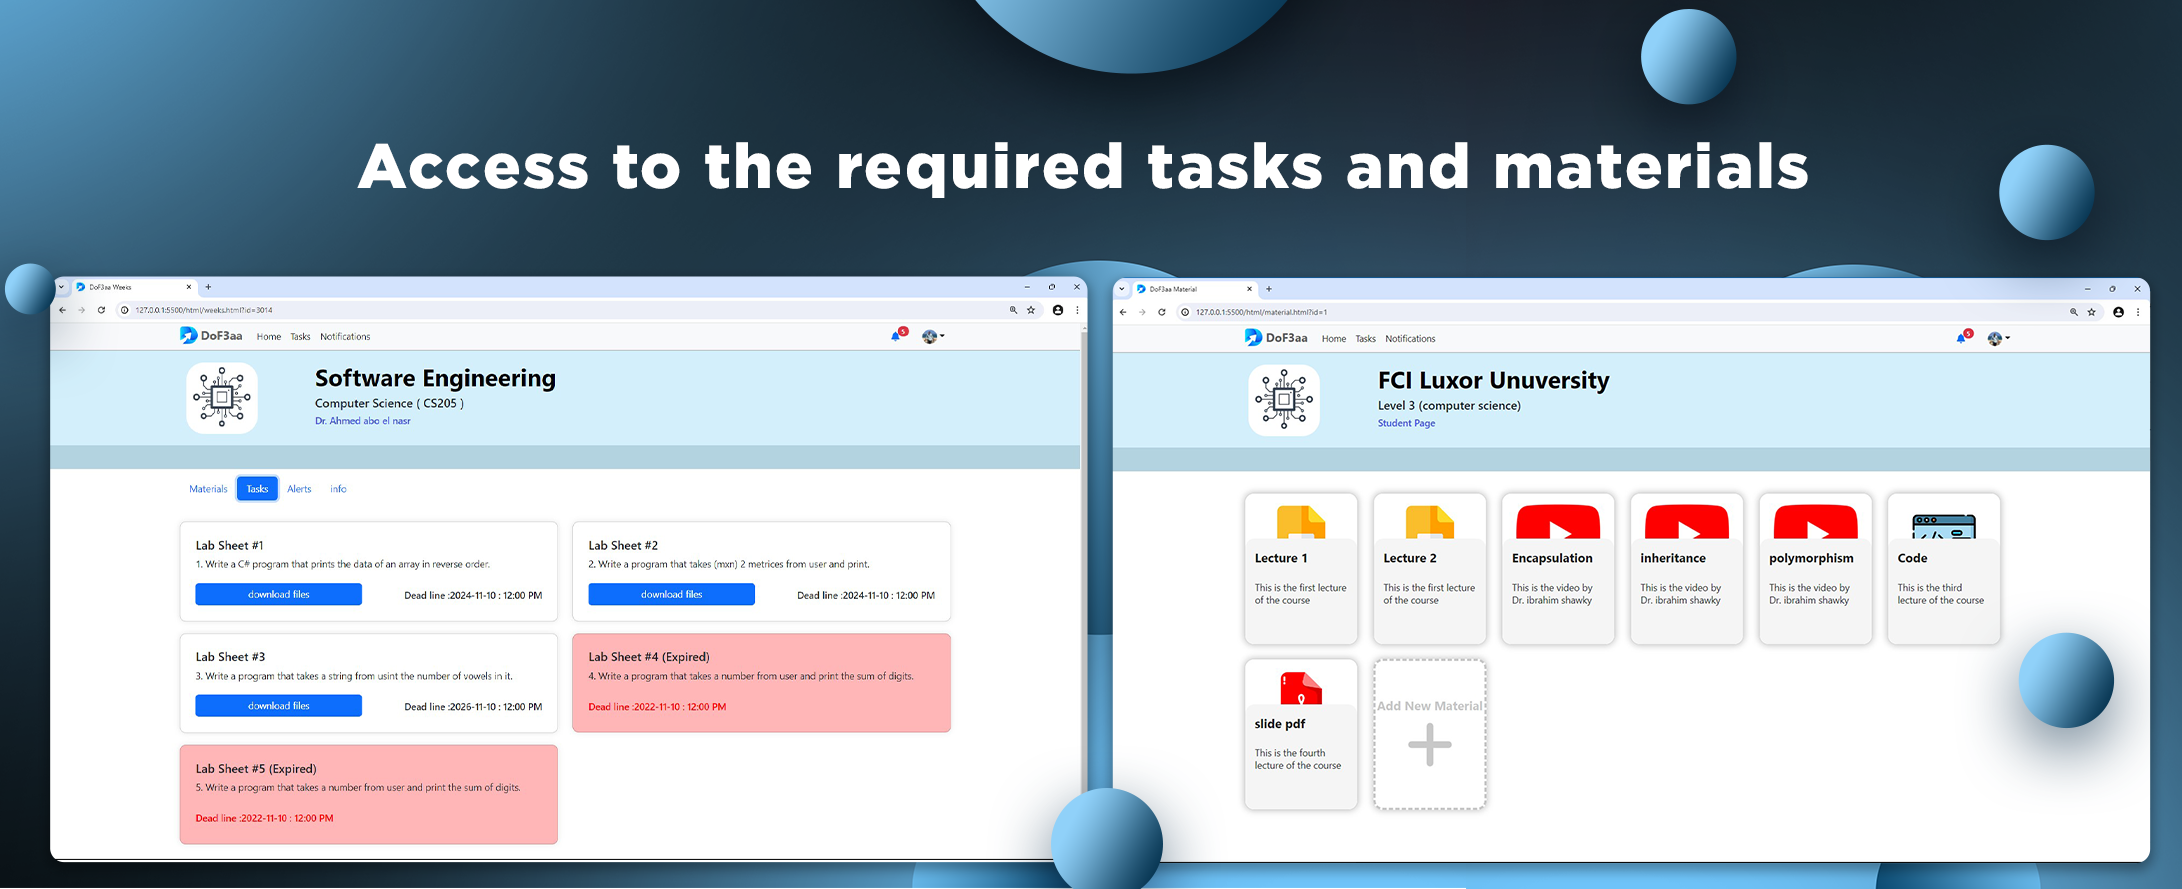 Access to the required tasks and materials
DoF3aa Weeks
127.0.0.1:5500/html/weeks.html?id=3014
DoF3aa Home Tasks Notifications
5
Software Engineering
Computer Science ( CS205 )
Dr. Ahmed abo el nasr
Materials Tasks Alerts info
Lab Sheet #1
1. Write a C# program that prints the data of an array in reverse order.
download files Dead line :2024-11-10 : 12:00 PM
Lab Sheet #2
2. Write a program that takes (mxn) 2 metrices from user and print.
download files Dead line :2024-11-10 : 12:00 PM
Lab Sheet #3
3. Write a program that takes a string from usint the number of vowels in it.
download files Dead line :2026-11-10 : 12:00 PM
Lab Sheet #4 (Expired)
4. Write a program that takes a number from user and print the sum of digits.
Dead line :2022-11-10 : 12:00 PM
Lab Sheet #5 (Expired)
5. Write a program that takes a number from user and print the sum of digits.
Dead line :2022-11-10 : 12:00 PM
DoF3aa Material
127.0.0.1:5500/html/material.html?id=1
DoF3aa Home Tasks Notifications
5
FCI Luxor Unuversity
Level 3 (computer science)
Student Page
Lecture 1
This is the first lecture
of the course
Lecture 2
This is the first lecture
of the course
Encapsulation
This is the video by
Dr. ibrahim shawky
inheritance
This is the video by
Dr. ibrahim shawky
polymorphism
This is the video by
Dr. ibrahim shawky
Code
This is the third
lecture of the course
slide pdf
This is the fourth
lecture of the course
Add New Material